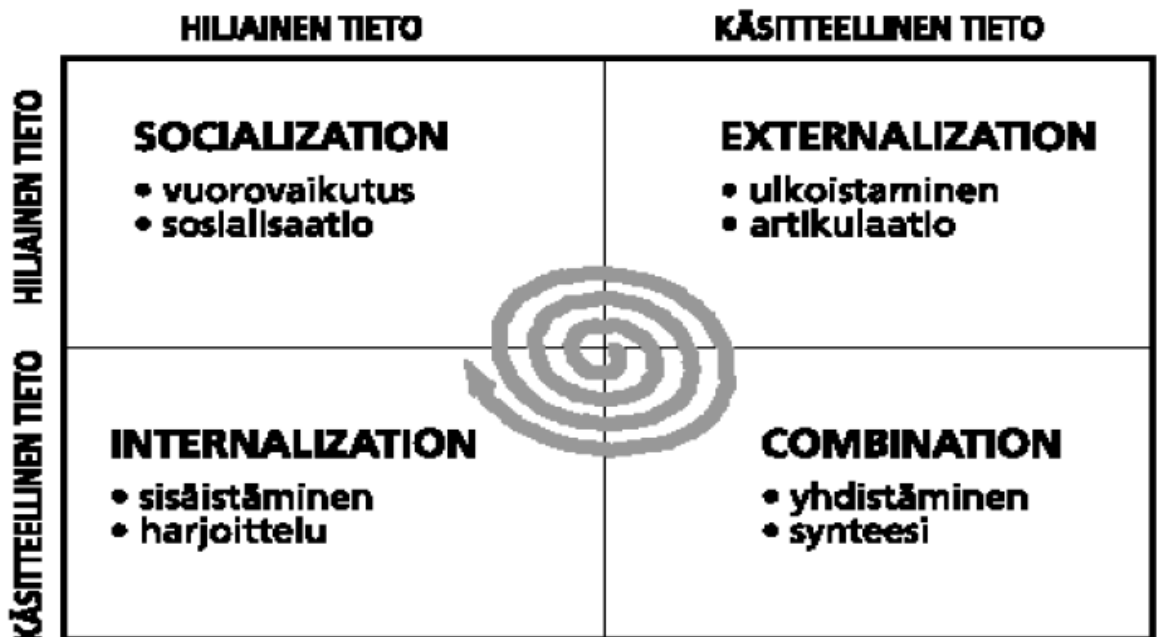 HILJAINEN TIETO
KÄSITTEELLINEN TIETO
HILJAINEN TIETO
SOCIALIZATION
• vuorovaikutus
• sosialisaatio
EXTERNALIZATION
• ulkoistaminen
• artikulaatio
KÄSITTEELLINEN TIETO
INTERNALIZATION
• sisäistäminen
• harjoittelu
COMBINATION
• yhdistäminen
• synteesi